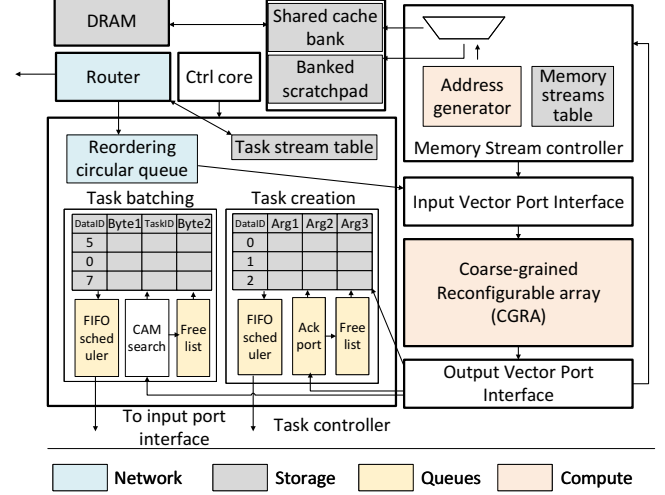 DRAM
Shared cache
bank
Router
Ctrl core
Banked
scratchpad
Address
generator
Memory
streams
table
Memory Stream controller
Reordering
circular queue
Task stream table
Input Vector Port Interface
Task batching
Task creation
DataID Byte1 TaskID Byte2
5
0
7
DataID Arg1 Arg2 Arg3
0
1
2
Coarse-grained
Reconfigurable array
(CGRA)
FIFO
sched
uler
CAM
search
Free
list
FIFO
sched
uler
Ack
port
Free
list
Output Vector Port
Interface
To input port
interface
Task controller
Network
Storage
Queues
Compute